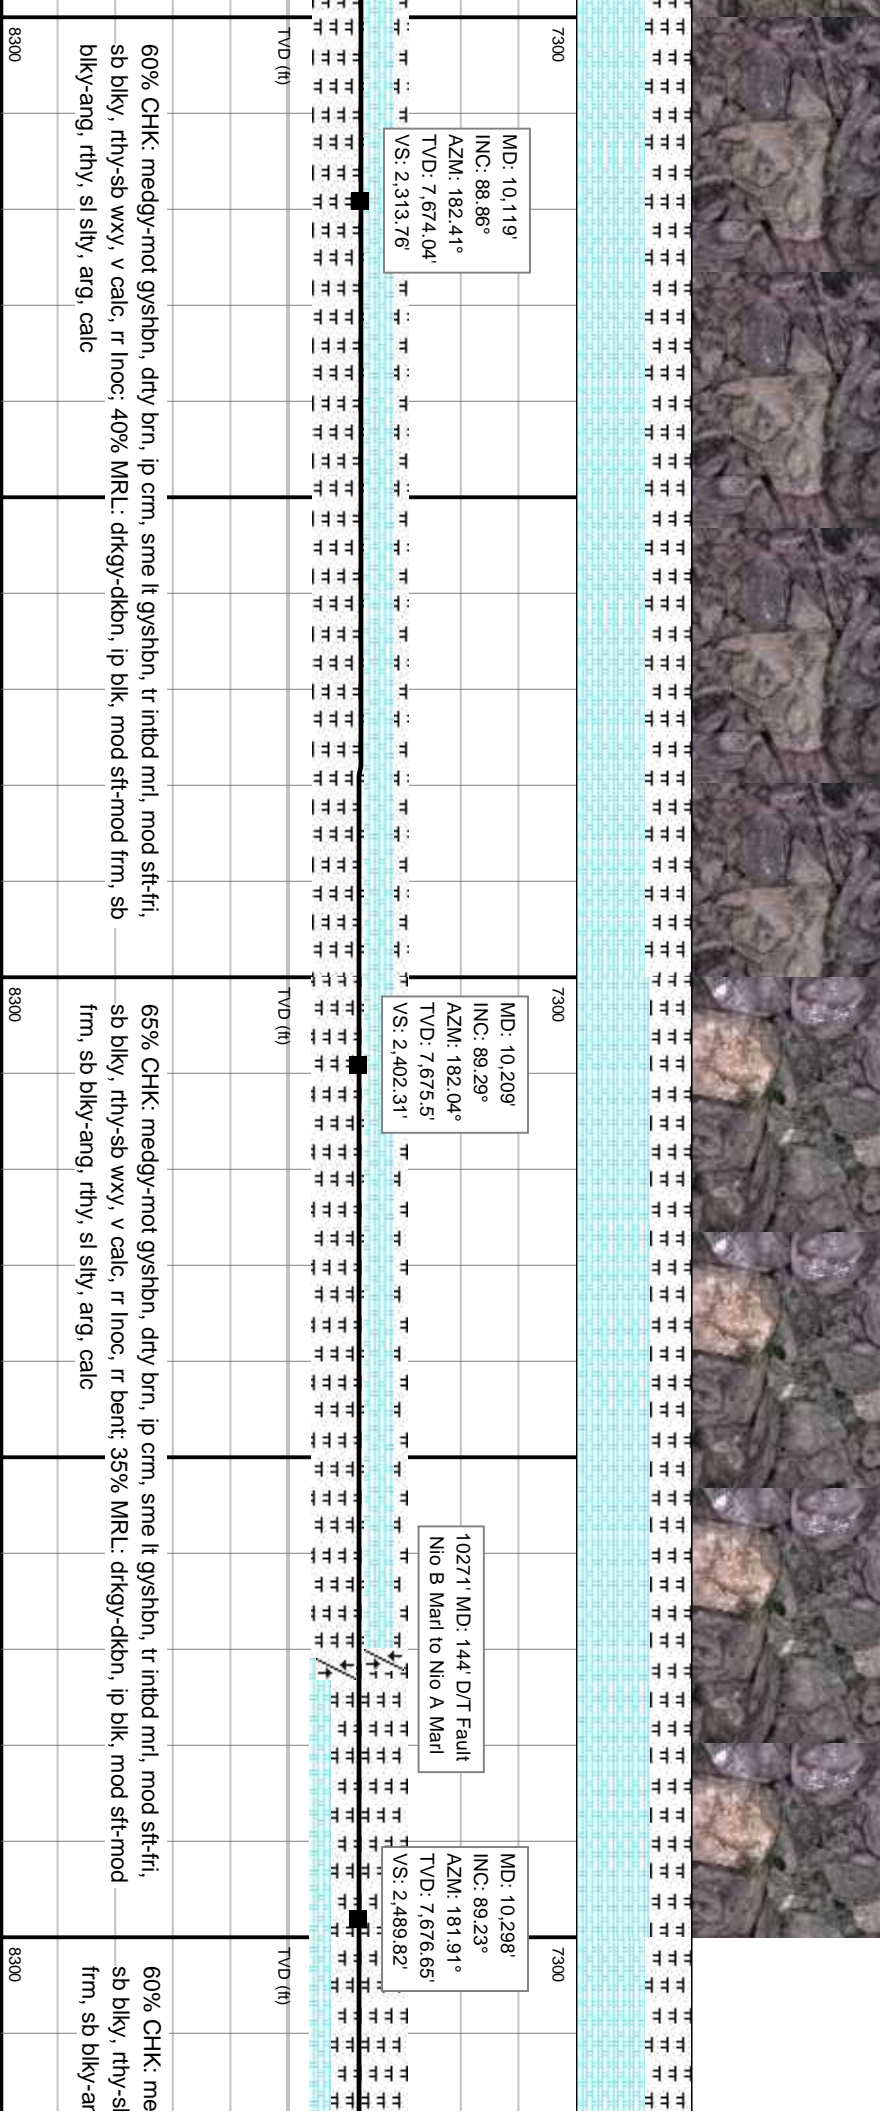 8300
TVD (ft)
7300
MD: 10,119'
INC: 88.86°
AZM: 182.41°
TVD: 7,674.04'
VS: 2,313.76'
60% CHK: medgy-mot gyshbn, drty brn, ip crm, sme lt gyshbn, tr intbd mrl, mod sft-fri,
sb blky, rthy-sb wxy, v calc, rr Inoc; 40% MRL: drkgy-dkbn, ip blk, mod sft-mod frm, sb
blky-ang, rthy, sl slty, arg, calc
8300
TVD (ft)
7300
MD: 10,209'
INC: 89.29°
AZM: 182.04°
TVD: 7,675.5'
VS: 2,402.31'
65% CHK: medgy-mot gyshbn, drty brn, ip crm, sme lt gyshbn, tr intbd mrl, mod sft-fri,
sb blky, rthy-sb wxy, v calc, rr Inoc, rr bent; 35% MRL: drkgy-dkbn, ip blk, mod sft-mod
frm, sb blky-ang, rthy, sl slty, arg, calc
10271' MD: 144' D/T Fault
Nio B Marl to Nio A Marl
MD: 10,298'
INC: 89.23°
AZM: 181.91°
TVD: 7,676.65'
VS: 2,489.82'
8300
TVD (ft)
7300
60% CHK: me
sb blky, rthy-s
frm, sb blky-a